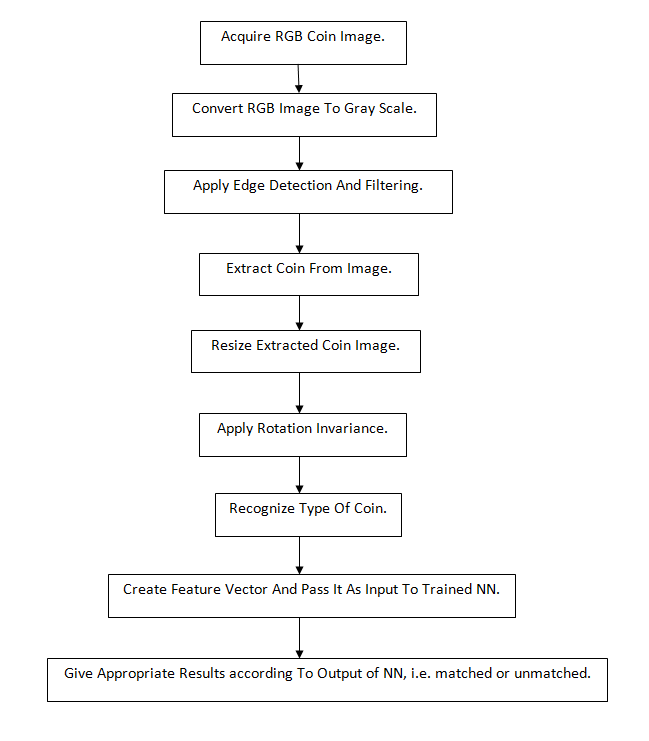 Acquire RGB Coin Image.
Convert RGB Image To Gray Scale.
Apply Edge Detection And Filtering.
Extract Coin From Image.
Resize Extracted Coin Image.
Apply Rotation Invariance.
Recognize Type Of Coin.
Create Feature Vector And Pass It As Input To Trained NN.
Give Appropriate Results according To Output of NN, i.e. matched or unmatched.